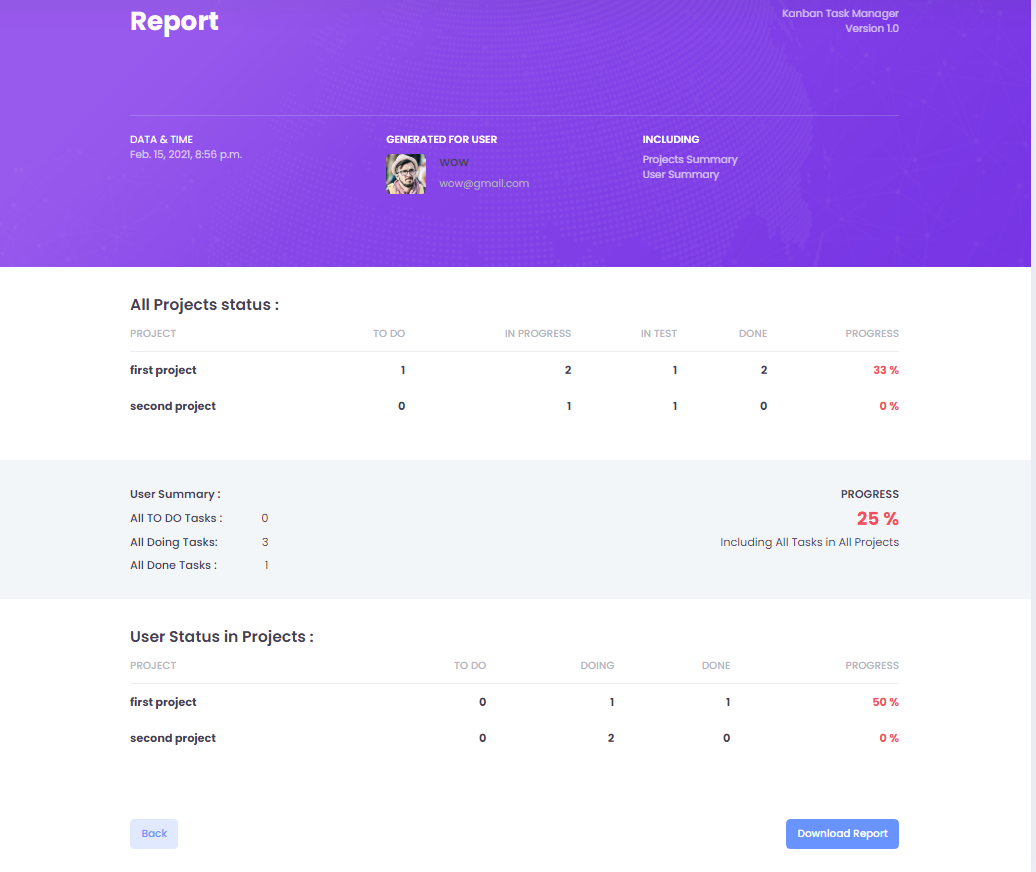 Report
Kanban Task Manager
Version 1.0
DATA & TIME
Feb. 15, 2021, 8:56 p.m.
GENERATED FOR USER
wow
wow@gmail.com
INCLUDING
Projects Summary
User Summary
All Projects status :
PROJECT TO DO IN PROGRESS IN TEST DONE PROGRESS
first project 1 2 1 2 33 %
second project 0 1 1 0 0 %
User Summary :
All TO DO Tasks : 0
All Doing Tasks: 3
All Done Tasks : 1
PROGRESS
25 %
Including All Tasks in All Projects
User Status in Projects :
PROJECT TO DO DOING DONE PROGRESS
first project 0 1 1 50 %
second project 0 2 0 0 %
Back
Download Report